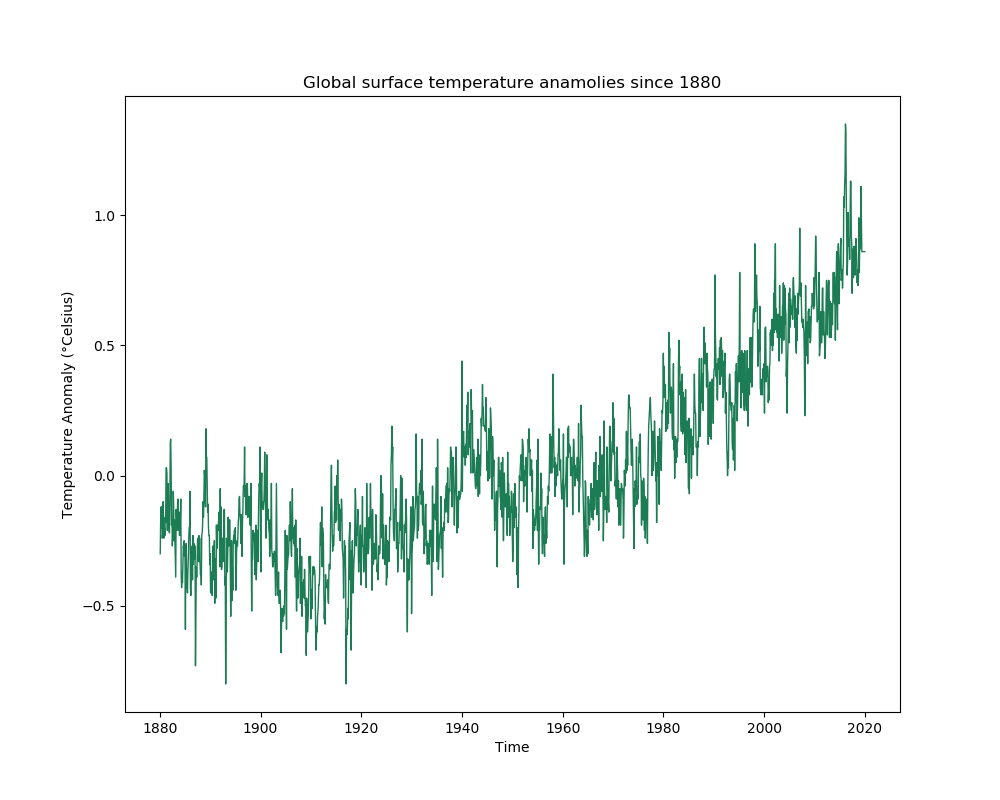 Global surface temperature anamolies since 1880
1.0
0.5
0.0
−0.5
Temperature Anomaly (°Celsius)
1880 1900 1920 1940 1960 1980 2000 2020
Time